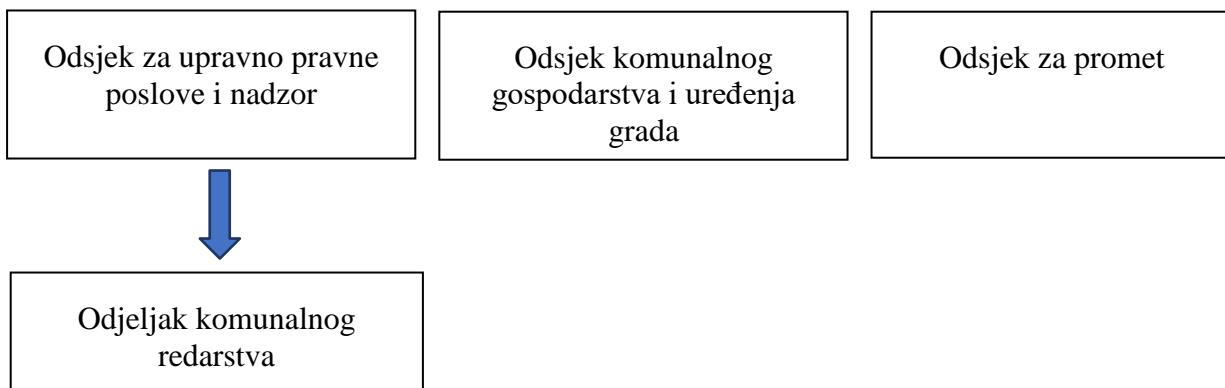 Odsjek za upravno pravne
poslove i nadzor
Odsjek komunalnog
gospodarstva i uređenja
grada
Odsjek za promet
Odjeljak komunalnog
redarstva